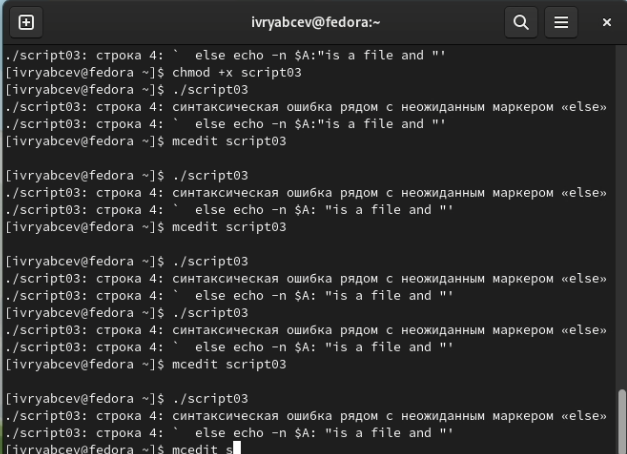 ivryabcev@fedora:~
./script03: строка 4: `  else echo -n $A:"is a file and "'
[ivryabcev@fedora ~]$ chmod +x script03
[ivryabcev@fedora ~]$ ./script03
./script03: строка 4: синтаксическая ошибка рядом с неожиданным маркером «else»
./script03: строка 4: `  else echo -n $A:"is a file and "'
[ivryabcev@fedora ~]$ mcedit script03
[ivryabcev@fedora ~]$ ./script03
./script03: строка 4: синтаксическая ошибка рядом с неожиданным маркером «else»
./script03: строка 4: `  else echo -n $A: "is a file and "'
[ivryabcev@fedora ~]$ mcedit script03
[ivryabcev@fedora ~]$ ./script03
./script03: строка 4: синтаксическая ошибка рядом с неожиданным маркером «else»
./script03: строка 4: `  else echo -n $A: "is a file and "'
[ivryabcev@fedora ~]$ ./script03
./script03: строка 4: синтаксическая ошибка рядом с неожиданным маркером «else»
./script03: строка 4: `  else echo -n $A: "is a file and "'
[ivryabcev@fedora ~]$ mcedit script03
[ivryabcev@fedora ~]$ ./script03
./script03: строка 4: синтаксическая ошибка рядом с неожиданным маркером «else»
./script03: строка 4: `  else echo -n $A: "is a file and "'
[ivryabcev@fedora ~]$ mcedit s